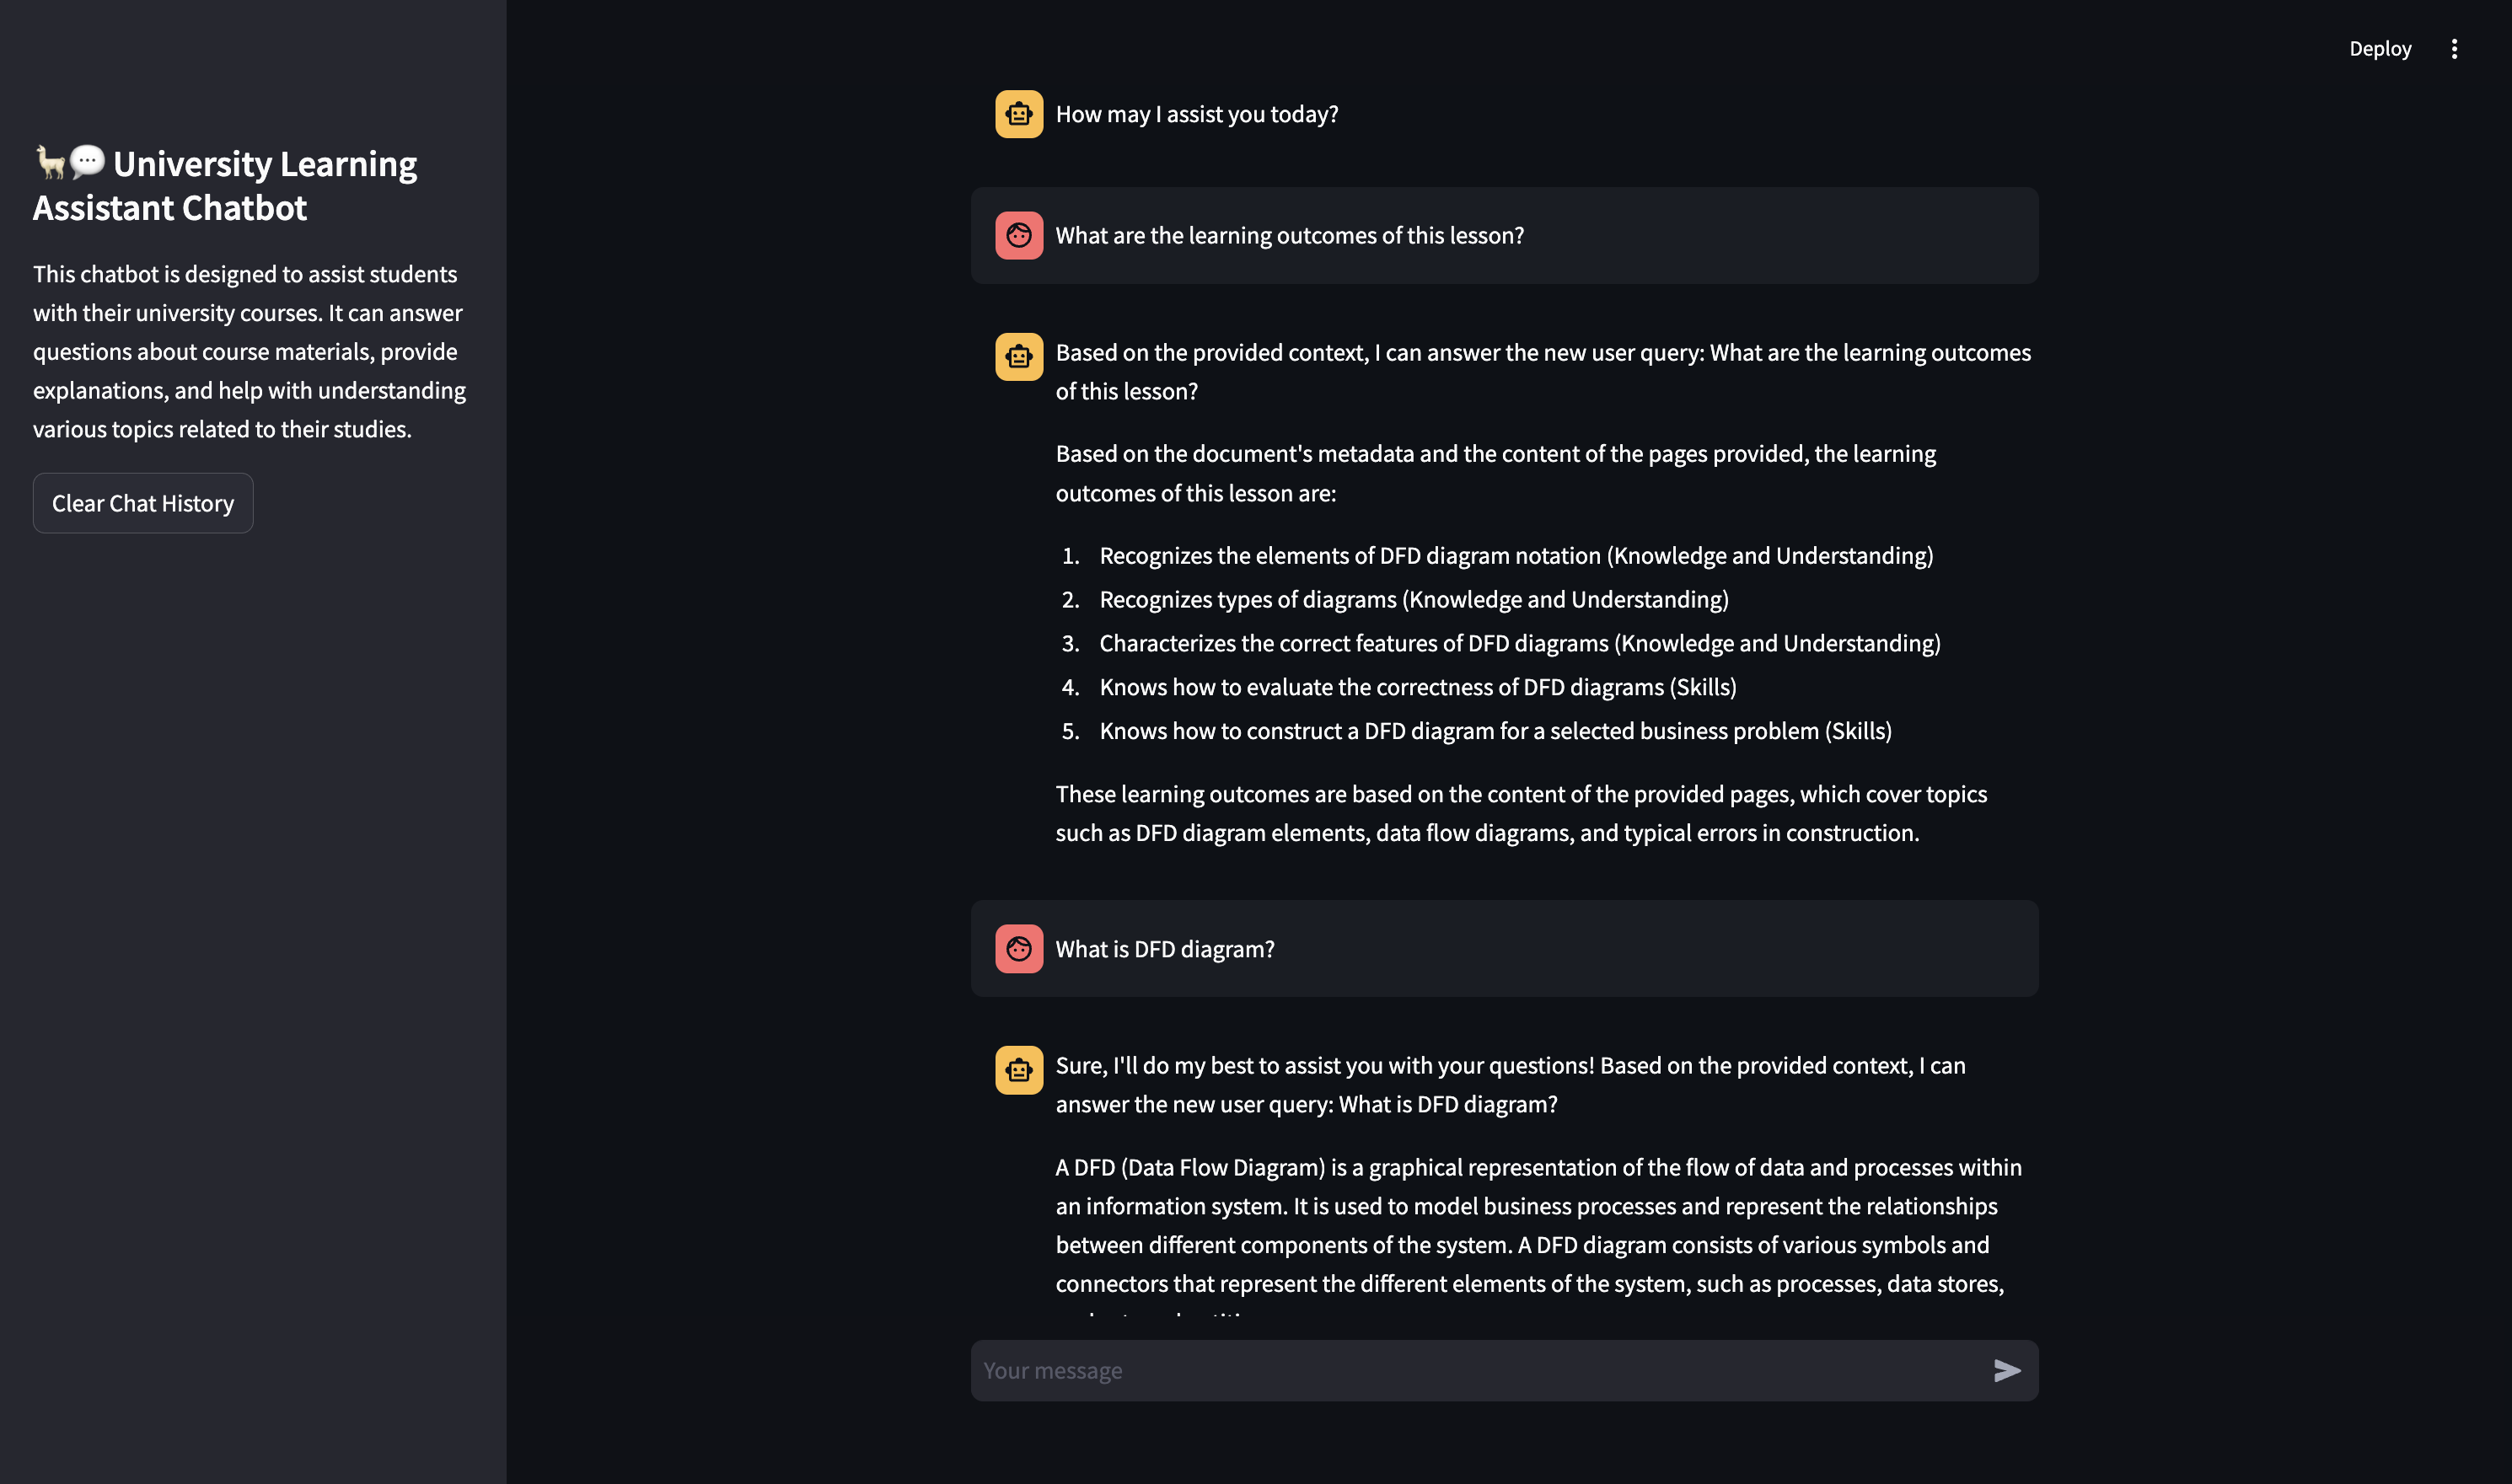 Deploy
University Learning
Assistant Chatbot
This chatbot is designed to assist students
with their university courses. It can answer
questions about course materials, provide
explanations, and help with understanding
various topics related to their studies.
Clear Chat History
How may I assist you today?
What are the learning outcomes of this lesson?
Based on the provided context, I can answer the new user query: What are the learning outcomes
of this lesson?
Based on the document's metadata and the content of the pages provided, the learning
outcomes of this lesson are:
1. Recognizes the elements of DFD diagram notation (Knowledge and Understanding)
2. Recognizes types of diagrams (Knowledge and Understanding)
3. Characterizes the correct features of DFD diagrams (Knowledge and Understanding)
4. Knows how to evaluate the correctness of DFD diagrams (Skills)
5. Knows how to construct a DFD diagram for a selected business problem (Skills)
These learning outcomes are based on the content of the provided pages, which cover topics
such as DFD diagram elements, data flow diagrams, and typical errors in construction.
What is DFD diagram?
Sure, I'll do my best to assist you with your questions! Based on the provided context, I can
answer the new user query: What is DFD diagram?
A DFD (Data Flow Diagram) is a graphical representation of the flow of data and processes within
an information system. It is used to model business processes and represent the relationships
between different components of the system. A DFD diagram consists of various symbols and
connectors that represent the different elements of the system, such as processes, data stores,
Your message